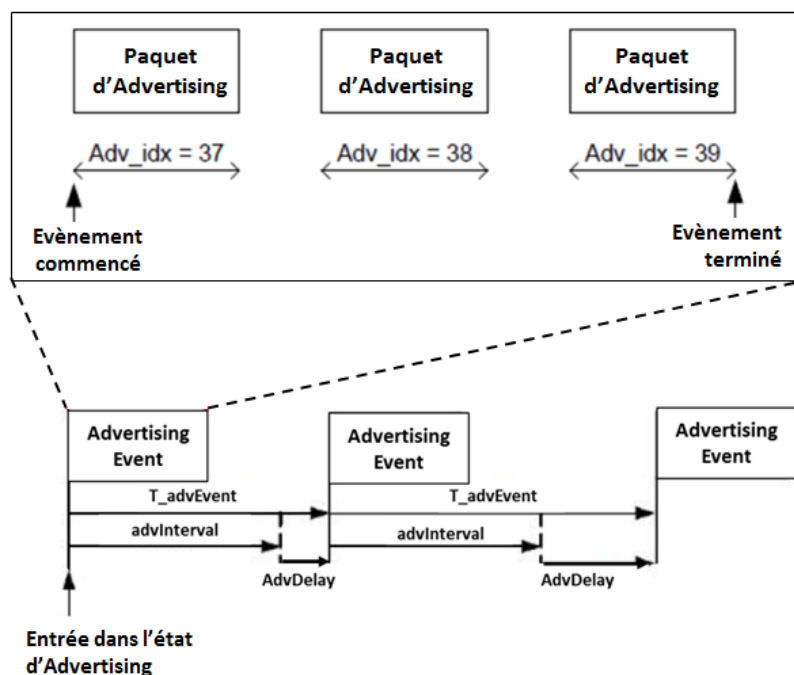 Paquet
d'Advertising
Paquet
d'Advertising
Paquet
d'Advertising
Adv_idx = 37
Adv_idx = 38
Adv_idx = 39
Evènement
commencé
Evènement
terminé
Advertising
Event
Advertising
Event
Advertising
Event
T_advEvent
T_advEvent
advInterval
advInterval
AdvDelay
AdvDelay
Entrée dans l'état
d'Advertising